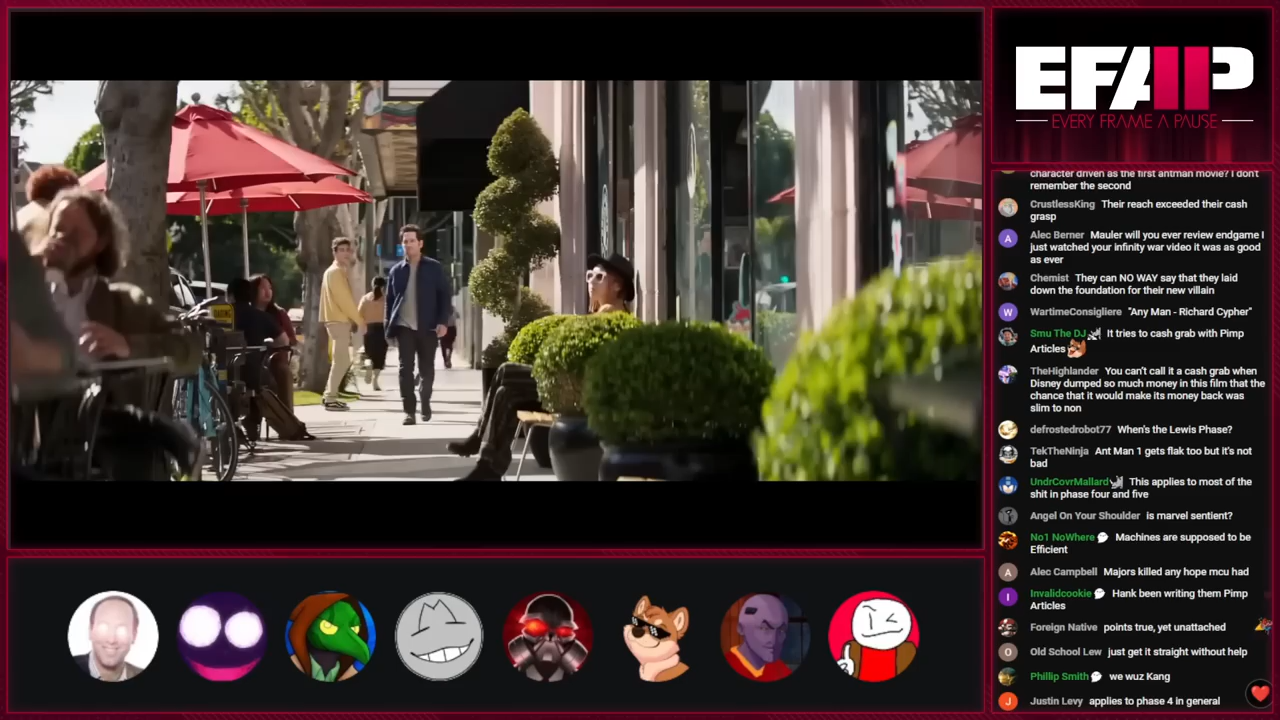 EFAP
EVERY FRAME A PAUSE
character driven as the first antman movie? I don't
remember the second
CrustlessKing Their reach exceeded their cash
grasp
Alec Berner Mauler will you ever review endgame I
just watched your infinity war video it was as good
as ever
Chemist They can NO WAY say that they laid
down the foundation for their new villain
WartimeConsigliere "Any Man - Richard Cypher"
Smu The DJ It tries to cash grab with Pimp
Articles
TheHighlander You can't call it a cash grab when
Disney dumped so much money in this film that the
chance that it would make its money back was
slim to non
defrostedrobot77 When's the Lewis Phase?
TekTheNinja Ant Man 1 gets flak too but it's not
bad
UndrCovrMallard This applies to most of the
shit in phase four and five
Angel On Your Shoulder is marvel sentient?
No1 NoWhere Machines are supposed to be
Efficient
Alec Campbell Majors killed any hope mcu had
Invalidcookie Hank been writing them Pimp
Articles
Foreign Native points true, yet unattached
Old School Lew just get it straight without help
Phillip Smith we wuz Kang
Justin Levy applies to phase 4 in general